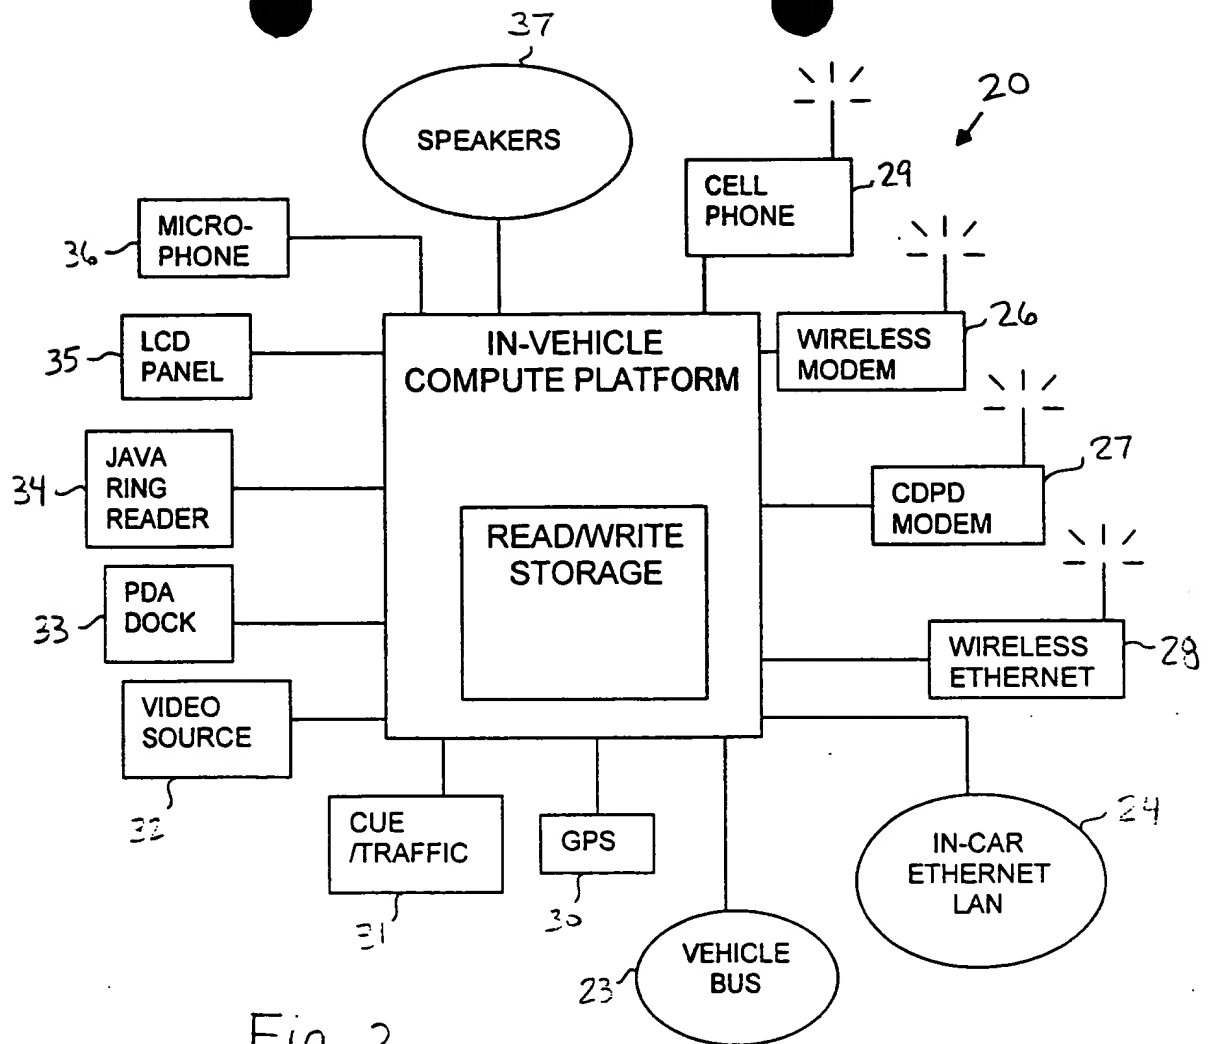 37
SPEAKERS
20
CELL
PHONE
29
MICRO-
PHONE
36
IN-VEHICLE
COMPUTE PLATFORM
WIRELESS
MODEM
26
LCD
PANEL
35
JAVA
RING
READER
34
CDPD
MODEM
27
READ/WRITE
STORAGE
PDA
DOCK
33
WIRELESS
ETHERNET
28
VIDEO
SOURCE
32
CUE
/TRAFFIC
31
GPS
30
IN-CAR
ETHERNET
LAN
24
VEHICLE
BUS
23
Fig. 2